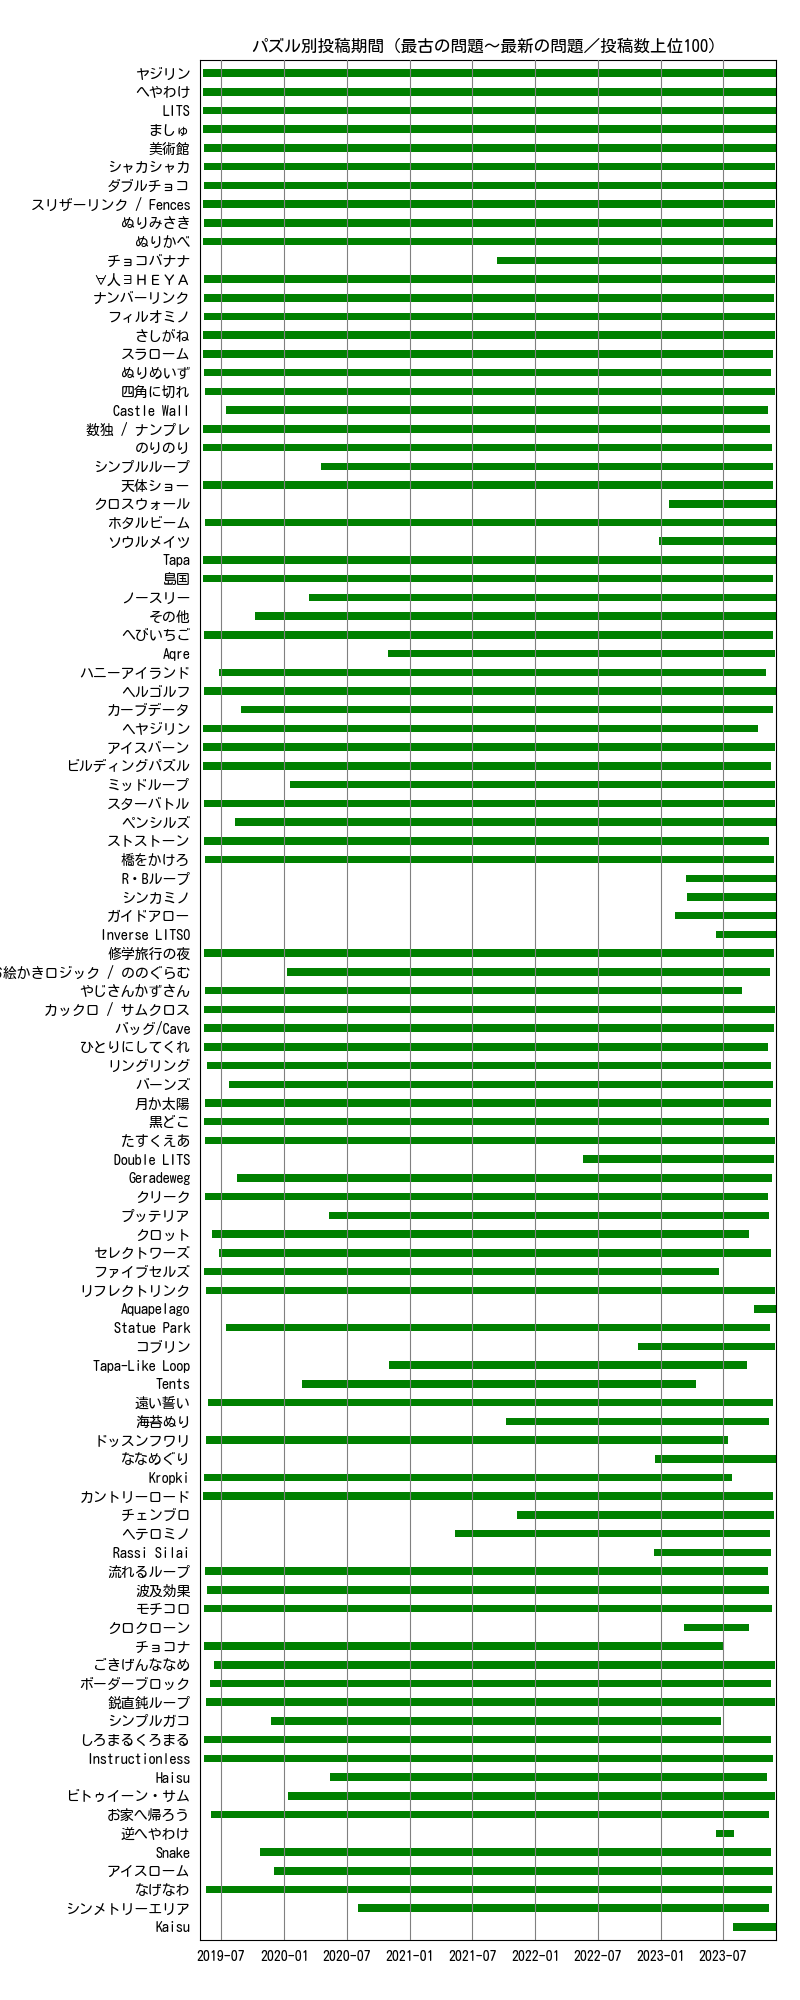 パズル別投稿期間（最古の問題～最新の問題／投稿数上位100）
ヤジリン
へやわけ
LITS
ましゅ
美術館
シャカシャカ
ダブルチョコ
スリザーリンク / Fences
ぬりみさき
ぬりかべ
チョコバナナ
∀人∃ＨＥＹＡ
ナンバーリンク
フィルオミノ
さしがね
スラローム
ぬりめいず
四角に切れ
Castle Wall
数独 / ナンプレ
のりのり
シンプルループ
天体ショー
クロスウォール
ホタルビーム
ソウルメイツ
Tapa
島国
ノースリー
その他
へびいちご
Aqre
ハニーアイランド
ヘルゴルフ
カーブデータ
ヘヤジリン
アイスバーン
ビルディングパズル
ミッドループ
スターバトル
ペンシルズ
ストストーン
橋をかけろ
R・Bループ
シンカミノ
ガイドアロー
Inverse LITSO
修学旅行の夜
絵かきロジック / ののぐらむ
やじさんかずさん
カックロ / サムクロス
バッグ/Cave
ひとりにしてくれ
リングリング
バーンズ
月か太陽
黒どこ
たすくえあ
Double LITS
Geradeweg
クリーク
プッテリア
クロット
セレクトワーズ
ファイブセルズ
リフレクトリンク
Aquapelago
Statue Park
コブリン
Tapa-Like Loop
Tents
遠い誓い
海苔ぬり
ドッスンフワリ
ななめぐり
Kropki
カントリーロード
チェンブロ
ヘテロミノ
Rassi Silai
流れるループ
波及効果
モチコロ
クロクローン
チョコナ
ごきげんななめ
ボーダーブロック
鋭直鈍ループ
シンプルガコ
しろまるくろまる
Instructionless
Haisu
ビトゥイーン・サム
お家へ帰ろう
逆へやわけ
Snake
アイスローム
なげなわ
シンメトリーエリア
Kaisu
2019-07 2020-01 2020-07 2021-01 2021-07 2022-01 2022-07 2023-01 2023-07